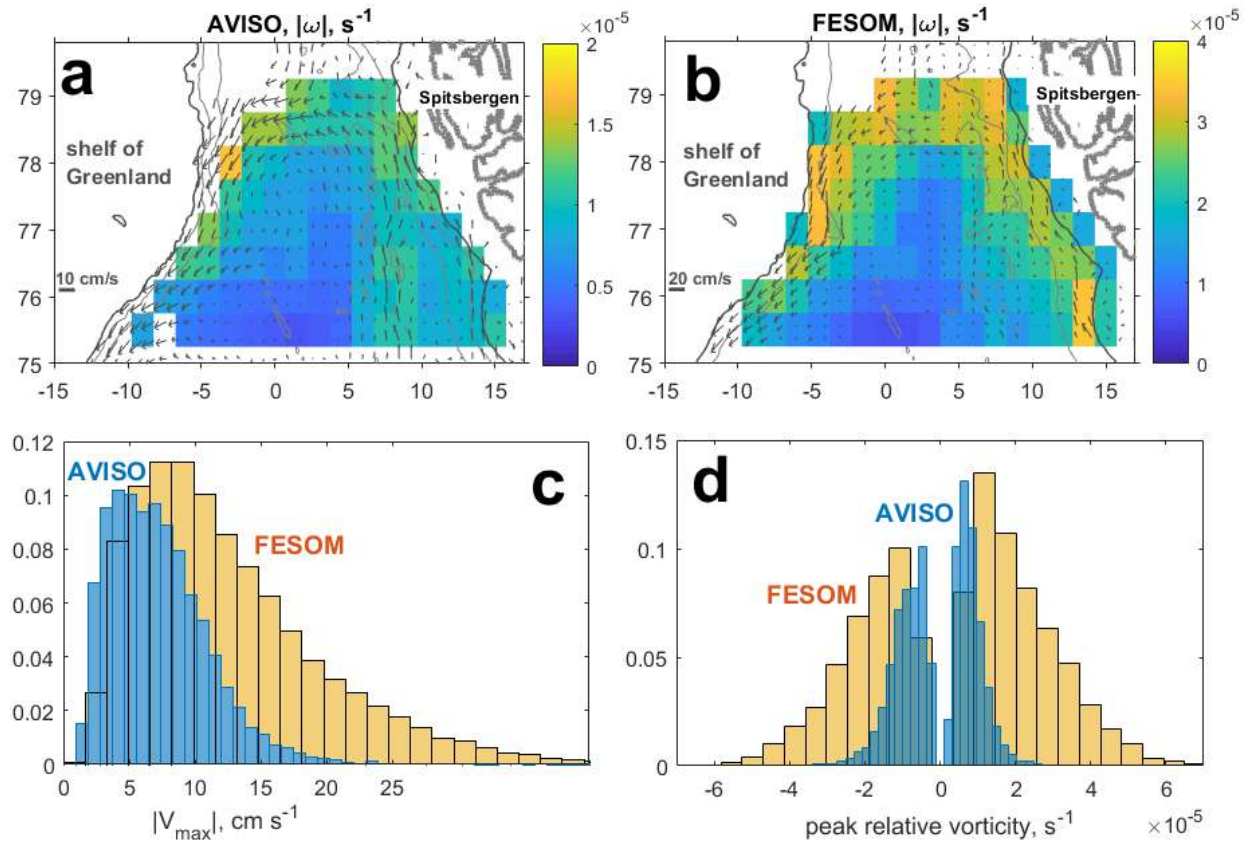 AVISO, |ω|, s⁻¹
×10⁻⁵
FESOM, |ω|, s⁻¹
×10⁻⁵
a
b
Spitsbergen
Spitsbergen
shelf of
Greenland
shelf of
Greenland
10 cm/s
20 cm/s
79
78
77
76
75
-15 -10 -5 0 5 10 15
2
1.5
1
0.5
0
79
78
77
76
75
-15 -10 -5 0 5 10 15
4
3
2
1
0
c
AVISO
FESOM
0.12
0.1
0.08
0.06
0.04
0.02
0
0 5 10 15 20 25
|Vmax|, cm s⁻¹
d
AVISO
FESOM
0.15
0.1
0.05
0
-6 -4 -2 0 2 4 6
peak relative vorticity, s⁻¹ ×10⁻⁵